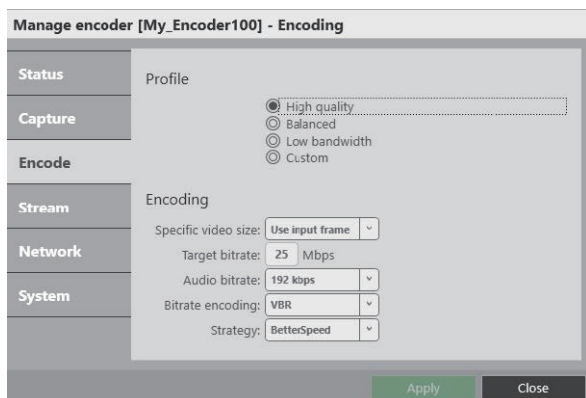 Manage encoder [My_Encoder100] - Encoding
Status
Capture
Encode
Stream
Network
System
Profile
High quality
Balanced
Low bandwidth
Custom
Encoding
Specific video size: Use input frame
Target bitrate: 25 Mbps
Audio bitrate: 192 kbps
Bitrate encoding: VBR
Strategy: BetterSpeed
Apply
Close